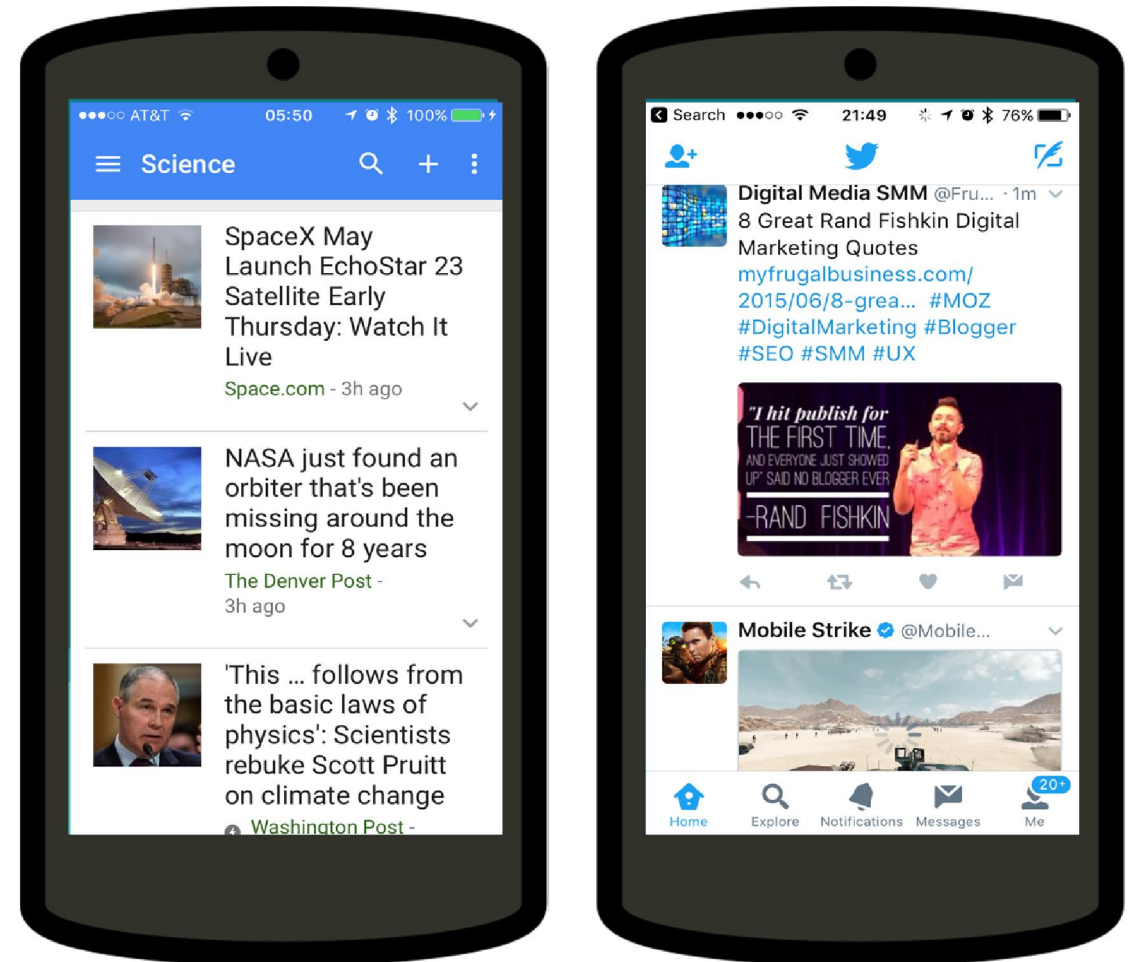 AT&T 05:50 100%
Science
SpaceX May
Launch EchoStar 23
Satellite Early
Thursday: Watch It
Live
Space.com - 3h ago
NASA just found an
orbiter that's been
missing around the
moon for 8 years
The Denver Post -
3h ago
'This ... follows from
the basic laws of
physics': Scientists
rebuke Scott Pruitt
on climate change
Washington Post -
Search 21:49 76%
Digital Media SMM @Fru... · 1m
8 Great Rand Fishkin Digital
Marketing Quotes
myfrugalbusiness.com/
2015/06/8-grea... #MOZ
#DigitalMarketing #Blogger
#SEO #SMM #UX
"I hit publish for
THE FIRST TIME,
AND EVERYONE JUST SHOWED
UP" SAID NO BLOGGER EVER
-RAND FISHKIN
Mobile Strike @Mobile...
20+
Home Explore Notifications Messages Me